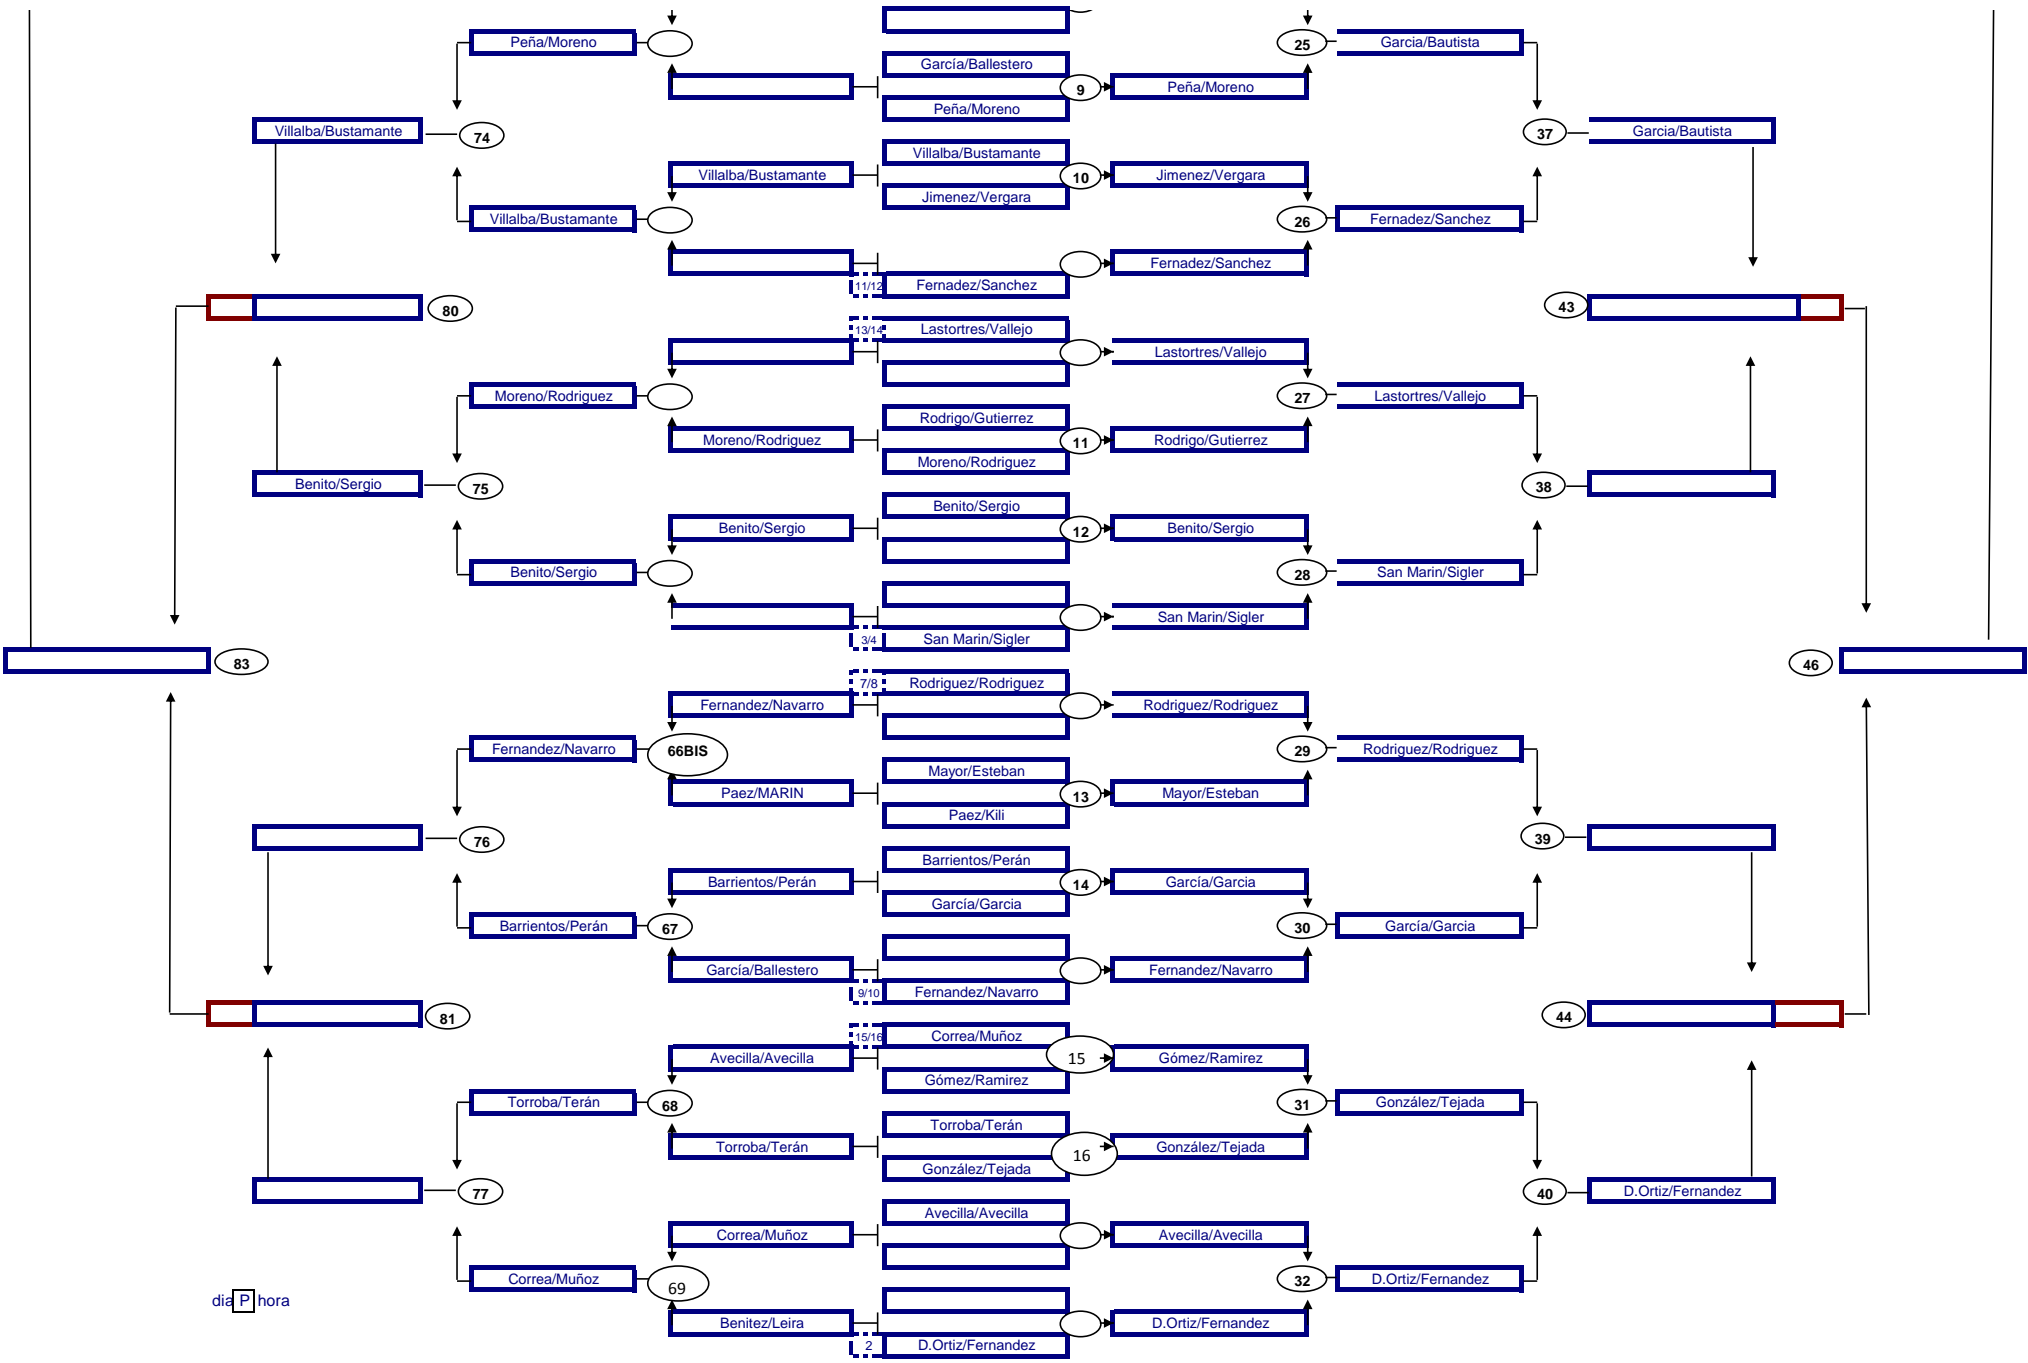 Peña/Moreno
25
Garcia/Bautista
García/Ballestero
9
Peña/Moreno
Peña/Moreno
Villalba/Bustamante
74
37
Garcia/Bautista
Villalba/Bustamante
Villalba/Bustamante
10
Jimenez/Vergara
Jimenez/Vergara
Villalba/Bustamante
26
Fernadez/Sanchez
Fernadez/Sanchez
11/12
Fernadez/Sanchez
80
43
13/14
Lastortres/Vallejo
Lastortres/Vallejo
Moreno/Rodriguez
27
Lastortres/Vallejo
Rodrigo/Gutierrez
Moreno/Rodriguez
11
Rodrigo/Gutierrez
Moreno/Rodriguez
Benito/Sergio
75
38
Benito/Sergio
Benito/Sergio
12
Benito/Sergio
Benito/Sergio
28
San Marin/Sigler
San Marin/Sigler
3/4
San Marin/Sigler
83
46
7/8
Rodriguez/Rodriguez
Fernandez/Navarro
Rodriguez/Rodriguez
Fernandez/Navarro
66BIS
29
Rodriguez/Rodriguez
Mayor/Esteban
Paez/MARIN
13
Mayor/Esteban
Paez/Kili
76
39
Barrientos/Perán
Barrientos/Perán
14
García/Garcia
García/Garcia
Barrientos/Perán
67
30
García/Garcia
García/Ballestero
Fernandez/Navarro
9/10
Fernandez/Navarro
81
44
15/16
Correa/Muñoz
Avecilla/Avecilla
15
Gómez/Ramirez
Gómez/Ramirez
Torroba/Terán
68
31
González/Tejada
Torroba/Terán
Torroba/Terán
16
González/Tejada
González/Tejada
77
40
D.Ortiz/Fernandez
Avecilla/Avecilla
Correa/Muñoz
Avecilla/Avecilla
Correa/Muñoz
69
32
D.Ortiz/Fernandez
dia P hora
Benitez/Leira
D.Ortiz/Fernandez
2
D.Ortiz/Fernandez